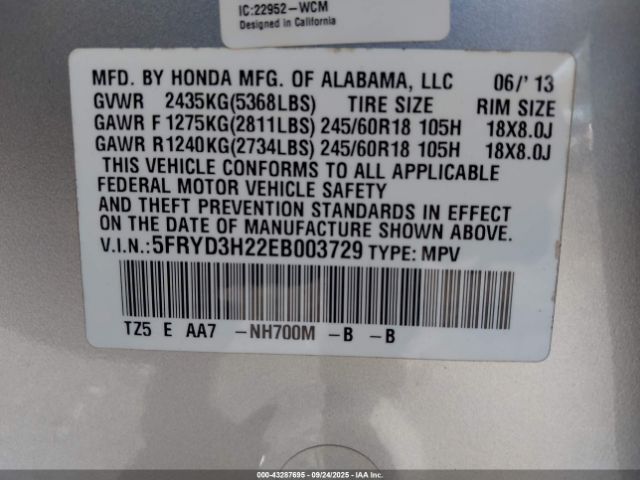 IC:22952-WCM
Designed in California
MFD. BY HONDA MFG. OF ALABAMA, LLC 06/'13
GVWR 2435KG(5368LBS) TIRE SIZE RIM SIZE
GAWR F 1275KG(2811LBS) 245/60R18 105H 18X8.0J
GAWR R 1240KG(2734LBS) 245/60R18 105H 18X8.0J
THIS VEHICLE CONFORMS TO ALL APPLICABLE
FEDERAL MOTOR VEHICLE SAFETY
AND THEFT PREVENTION STANDARDS IN EFFECT
ON THE DATE OF MANUFACTURE SHOWN ABOVE.
V.I.N.:5FRYD3H22EB003729 TYPE: MPV
TZ5 E AA7 -NH700M -B -B
000-43287695 - 09/24/2025 - IAAI.COM